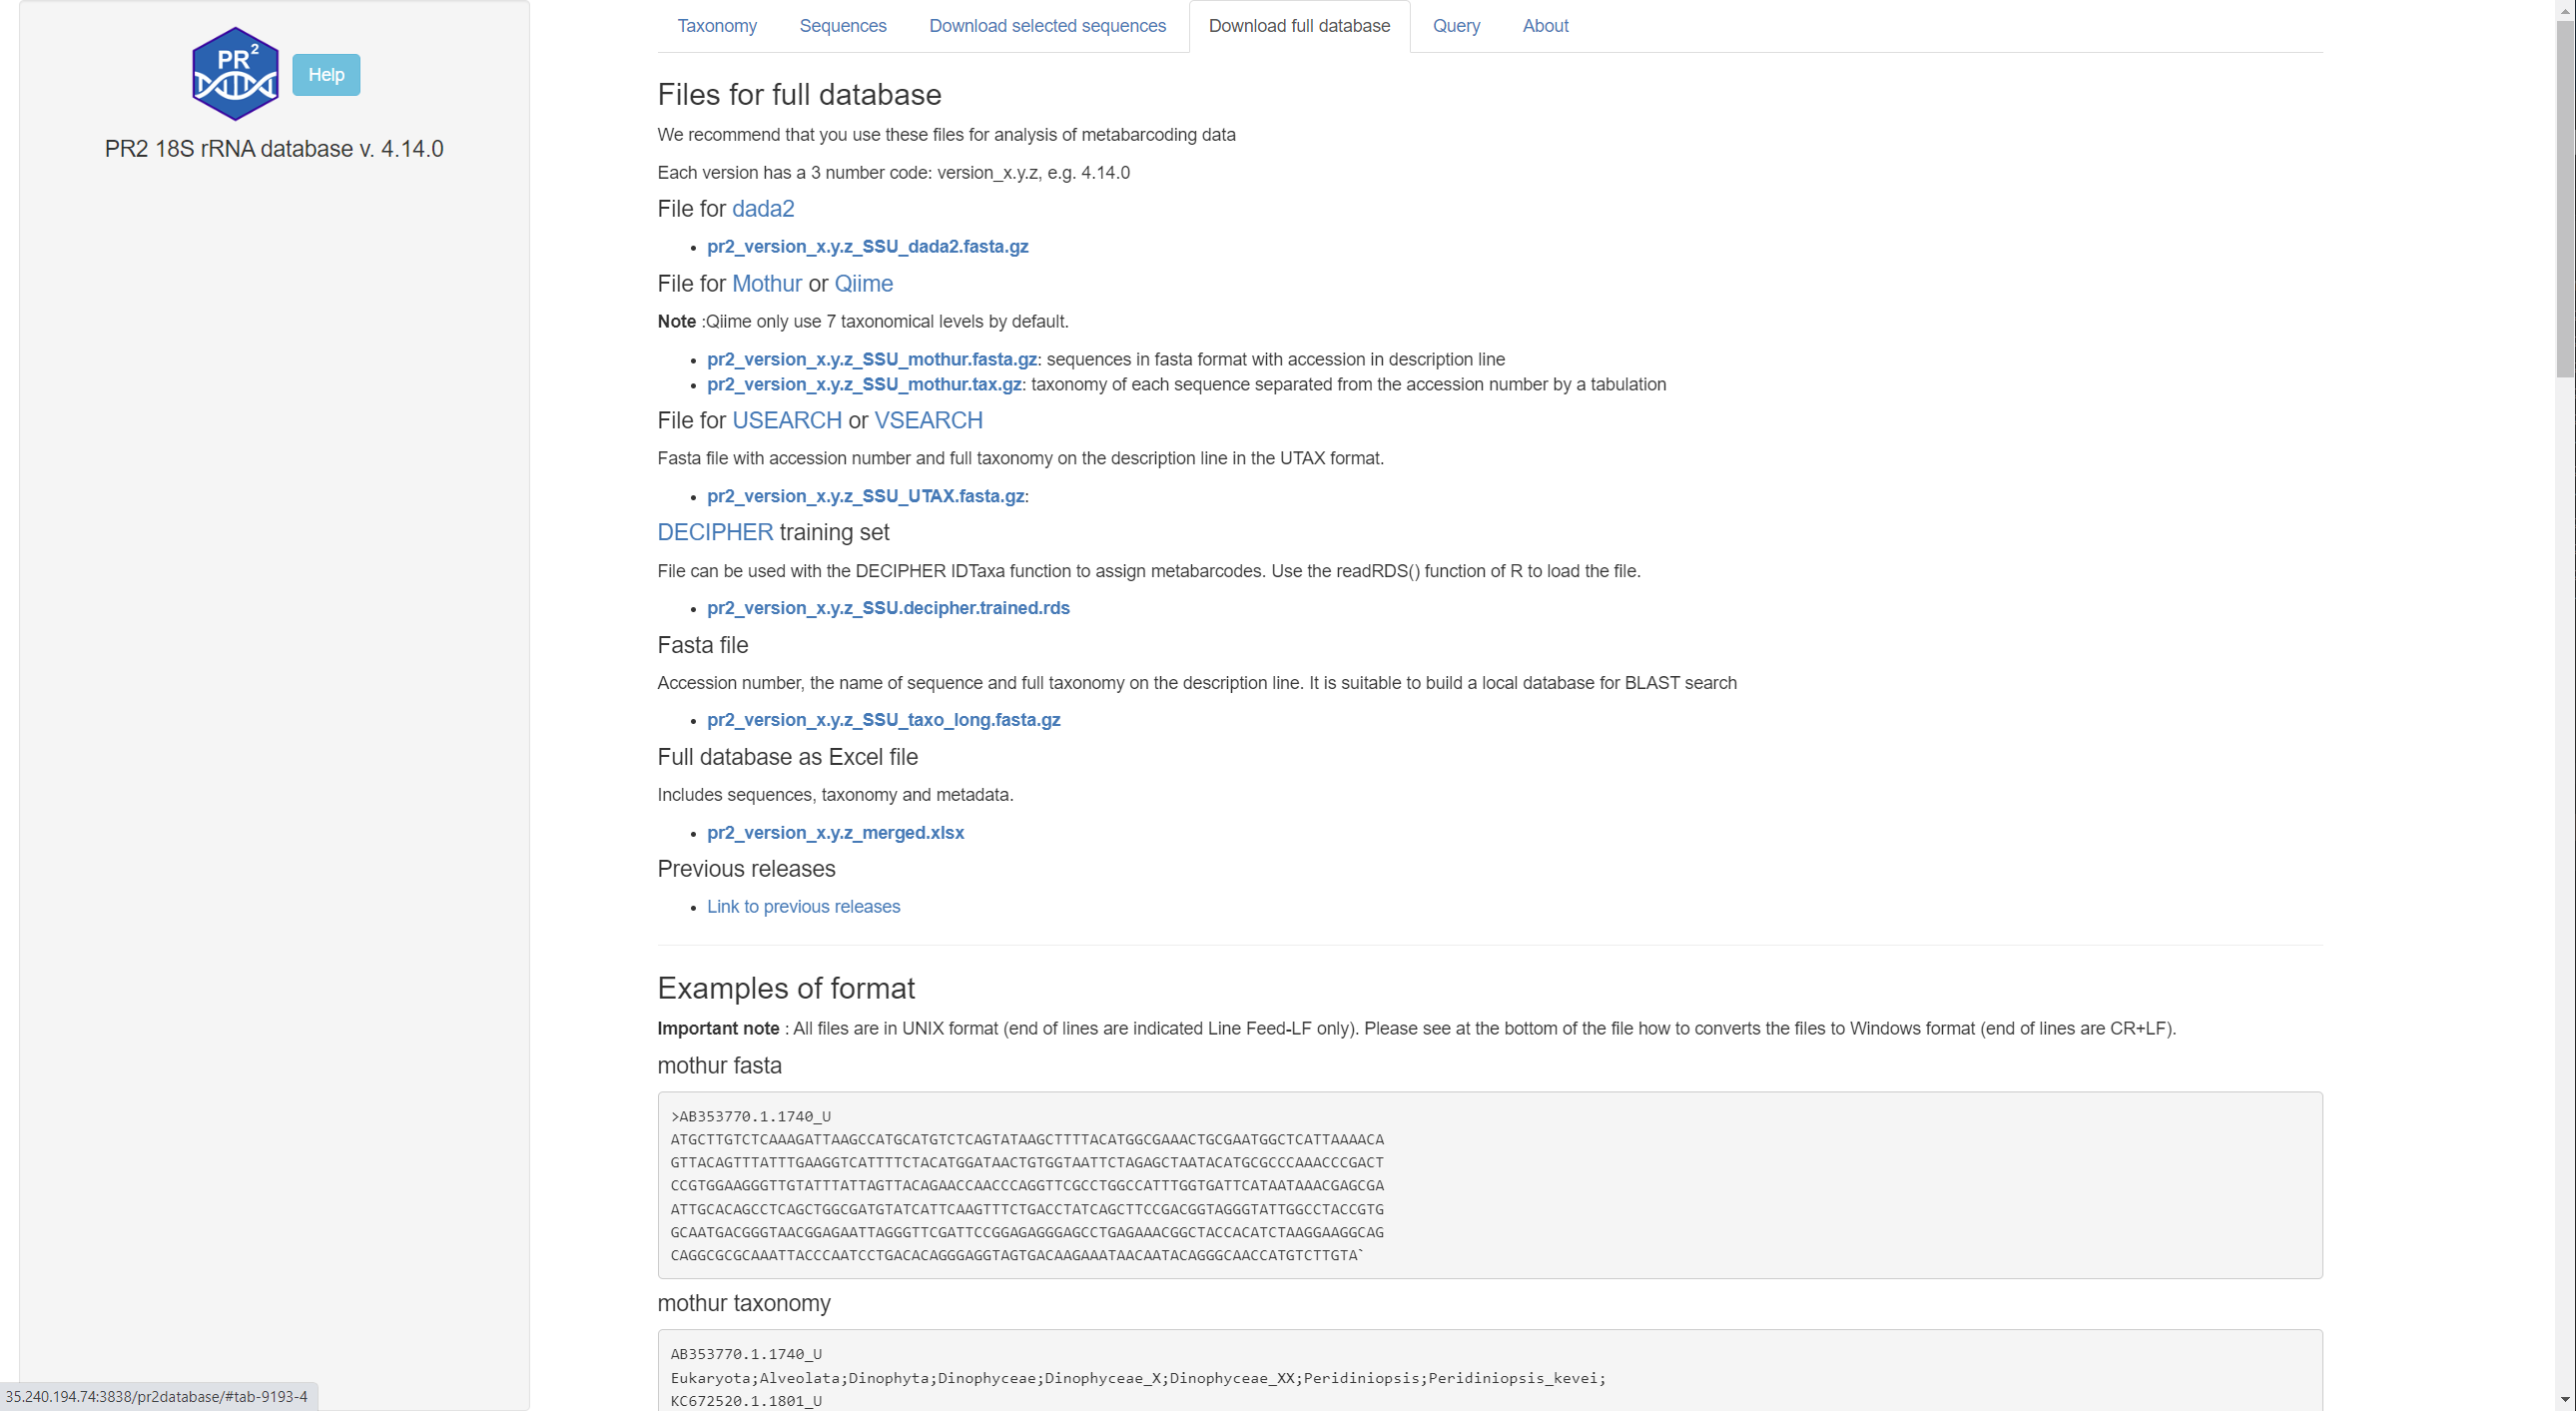 PR2
Help
PR2 18S rRNA database v. 4.14.0
Taxonomy Sequences Download selected sequences Download full database Query About
Files for full database
We recommend that you use these files for analysis of metabarcoding data
Each version has a 3 number code: version_x.y.z, e.g. 4.14.0
File for dada2
• pr2_version_x.y.z_SSU_dada2.fasta.gz
File for Mothur or Qiime
Note :Qiime only use 7 taxonomical levels by default.
• pr2_version_x.y.z_SSU_mothur.fasta.gz: sequences in fasta format with accession in description line
• pr2_version_x.y.z_SSU_mothur.tax.gz: taxonomy of each sequence separated from the accession number by a tabulation
File for USEARCH or VSEARCH
Fasta file with accession number and full taxonomy on the description line in the UTAX format.
• pr2_version_x.y.z_SSU_UTAX.fasta.gz:
DECIPHER training set
File can be used with the DECIPHER IDTaxa function to assign metabarcodes. Use the readRDS() function of R to load the file.
• pr2_version_x.y.z_SSU.decipher.trained.rds
Fasta file
Accession number, the name of sequence and full taxonomy on the description line. It is suitable to build a local database for BLAST search
• pr2_version_x.y.z_SSU_taxo_long.fasta.gz
Full database as Excel file
Includes sequences, taxonomy and metadata.
• pr2_version_x.y.z_merged.xlsx
Previous releases
• Link to previous releases
Examples of format
Important note : All files are in UNIX format (end of lines are indicated Line Feed-LF only). Please see at the bottom of the file how to converts the files to Windows format (end of lines are CR+LF).
mothur fasta
>AB353770.1.1740_U
ATGCTTGTCTCAAAGATTAAGCCATGCATGTCTCAGTATAAGCTTTTACATGGCGAAACTGCGAATGGCTCATTAAAACA
GTTACAGTTTATTTGAAGGTCATTTTCTACATGGATAACTGTGGTAATTCTAGAGCTAATACATGCGCCCAAACCCGACT
CCGTGGAAGGGTTGTATTTATTAGTTACAGAACCAACCCAGGTTCGCCTGGCCATTTGGTGATTCATAATAAACGAGCGA
ATTGCACAGCCTCAGCTGGCGATGTATCATTCAAGTTTCTGACCTATCAGCTTCCGACGGTAGGGTATTGGCCTACCGTG
GCAATGACGGGTAACGGAGAATTAGGGTTCGATTCCGGAGAGGGAGCCTGAGAAACGGCTACCACATCTAAGGAAGGCAG
CAGGCGCGCAAATTACCCAATCCTGACACAGGGAGGTAGTGACAAGAAATAACAATACAGGGCAACCATGTCTTGTA`
mothur taxonomy
AB353770.1.1740_U
Eukaryota;Alveolata;Dinophyta;Dinophyceae;Dinophyceae_X;Dinophyceae_XX;Peridiniopsis;Peridiniopsis_kevei;
KC672520.1.1801_U
35.240.194.74:3838/pr2database/#tab-9193-4